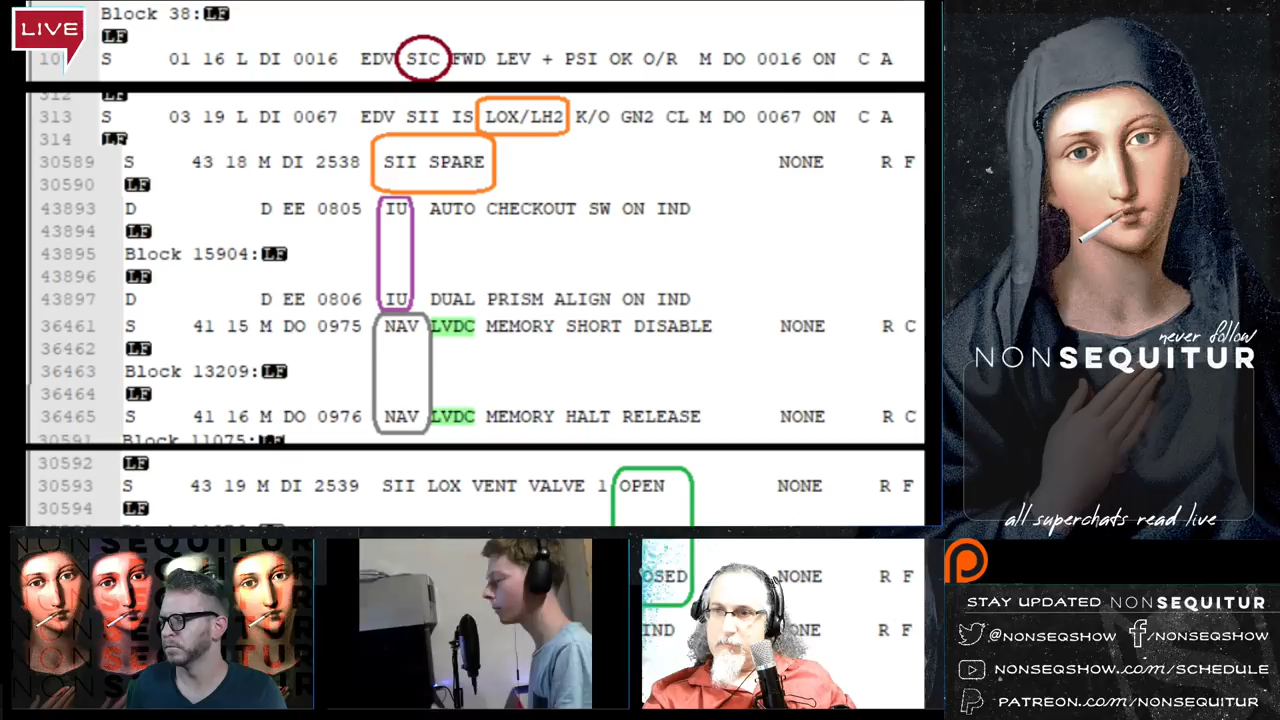 LIVE
Block 38:LF
LF
S 01 16 L DI 0016 EDV SIC FWD LEV + PSI OK O/R M DO 0016 ON C A
312 LF
313 S 03 19 L DI 0067 EDV SII IS LOX/LH2 K/O GN2 CL M DO 0067 ON C A
314 LF
30589 S 43 18 M DI 2538 SII SPARE NONE R F
30590 LF
43893 D D EE 0805 IU AUTO CHECKOUT SW ON IND
43894 LF
43895 Block 15904:LF
43896 LF
43897 D D EE 0806 IU DUAL PRISM ALIGN ON IND
36461 S 41 15 M DO 0975 NAV LVDC MEMORY SHORT DISABLE NONE R C
36462 LF
36463 Block 13209:LF
36464 LF
36465 S 41 16 M DO 0976 NAV LVDC MEMORY HALT RELEASE NONE R C
30591 Block 11075:LF
30592 LF
30593 S 43 19 M DI 2539 SII LOX VENT VALVE 1 OPEN NONE R F
30594 LF
OSED NONE R F
IND ONE R F
never follow
NONSEQUITUR
all superchats read live
STAY UPDATED NONSEQUITUR
@NONSEQSHOW
/NONSEQSHOW
NONSEQSHOW.com/SCHEDULE
PATREON.com/NONSEQUITUR